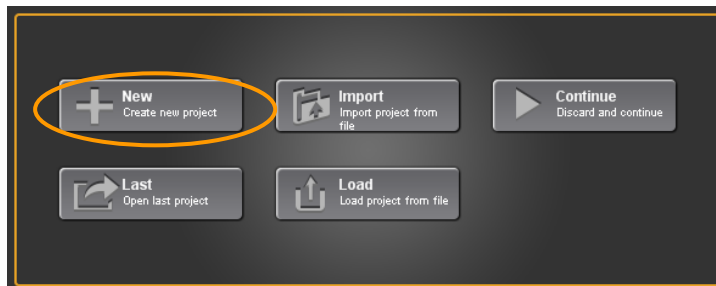 New
Create new project
Import
Import project from
file
Continue
Discard and continue
Last
Open last project
Load
Load project from file